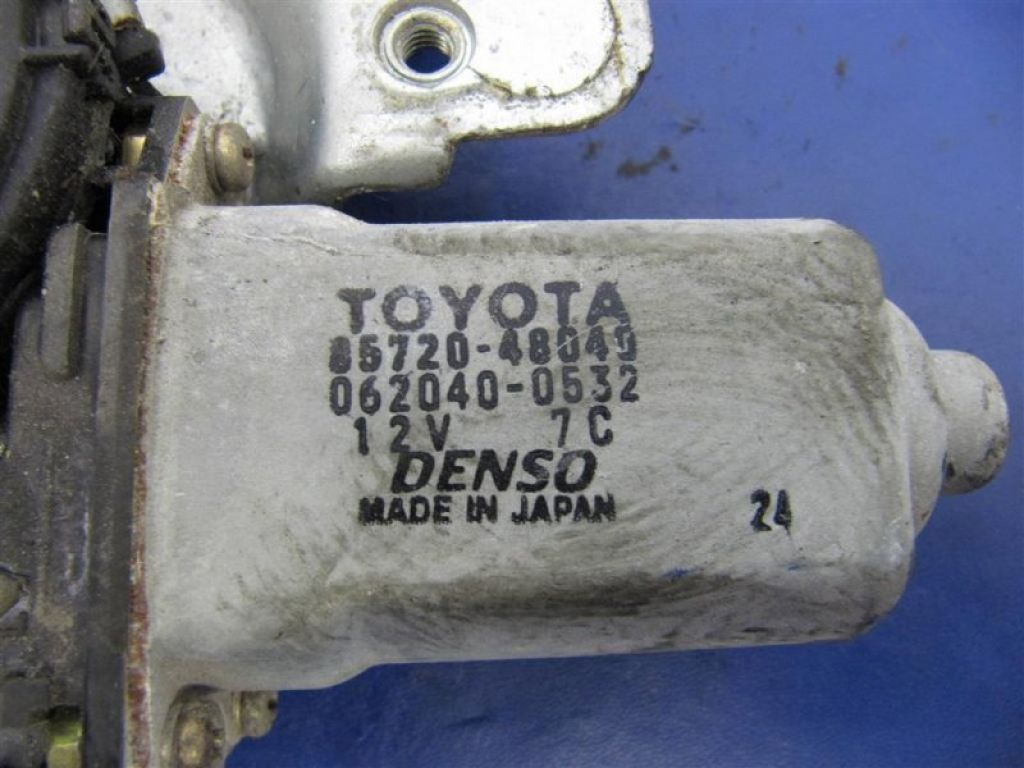 TOYOTA
85720-48040
062040-0532
12V 7C
DENSO
MADE IN JAPAN
24